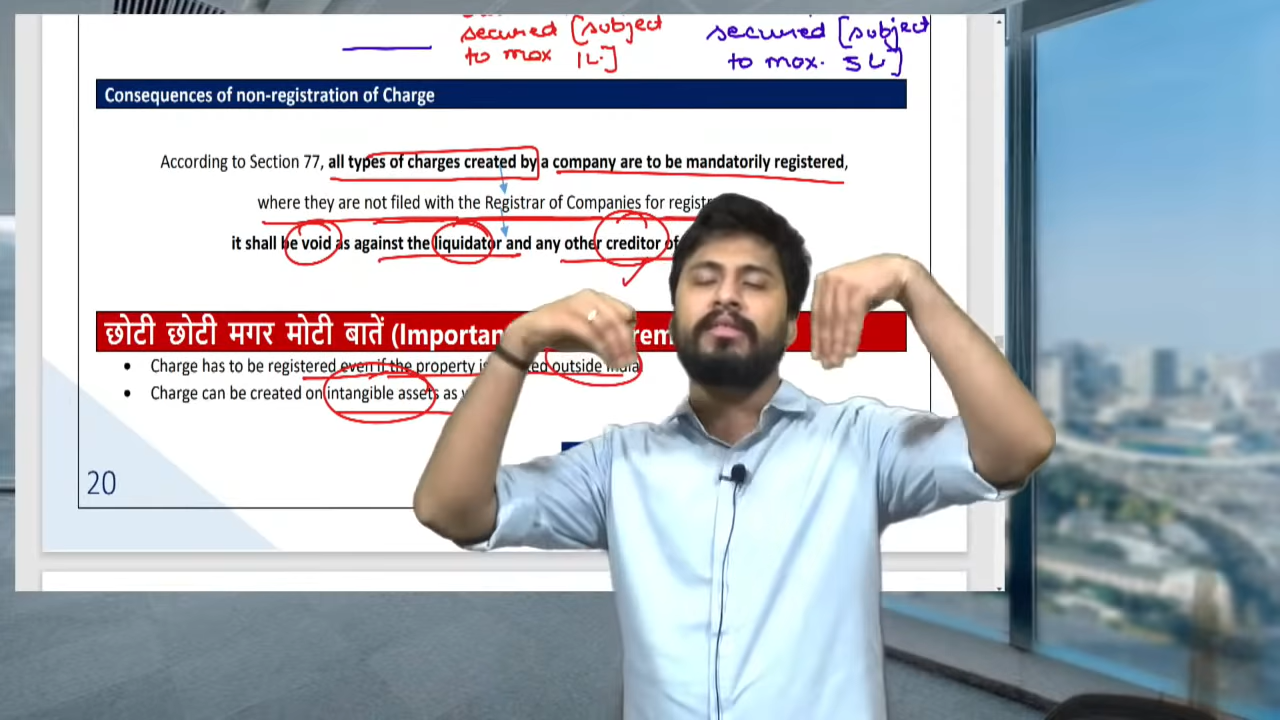 secured [subject
to max 1L.]
secured [subject
to max. 5L]
Consequences of non-registration of Charge
According to Section 77, all types of charges created by a company are to be mandatorily registered,
where they are not filed with the Registrar of Companies for
it shall be void as against the liquidator and any other creditor of
छोटी छोटी मगर मोटी बातें
• Charge has to be registered even if the property is outside India
• Charge can be created on intangible assets as
20